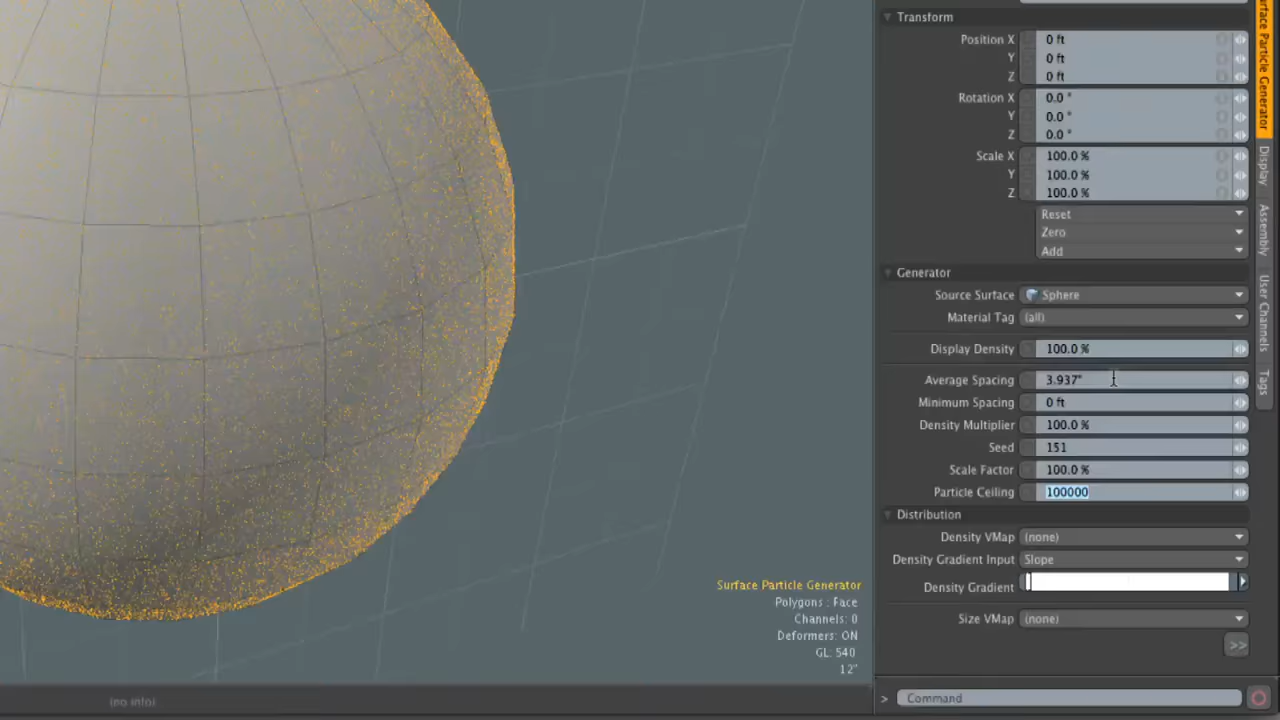 Transform
Position X 0 ft
Y 0 ft
Z 0 ft
Rotation X 0.0 °
Y 0.0 °
Z 0.0 °
Scale X 100.0 %
Y 100.0 %
Z 100.0 %
Reset
Zero
Add
Generator
Source Surface Sphere
Material Tag (all)
Display Density 100.0 %
Average Spacing 3.937"
Minimum Spacing 0 ft
Density Multiplier 100.0 %
Seed 151
Scale Factor 100.0 %
Particle Ceiling 100000
Distribution
Density VMap (none)
Density Gradient Input Slope
Density Gradient
Size VMap (none)
>>
> Command
Surface Particle Generator
Polygons : Face
Channels: 0
Deformers: ON
GL: 540
12"
(no info)
urface Particle Generator
Display
Assembly
User Channels
Tags